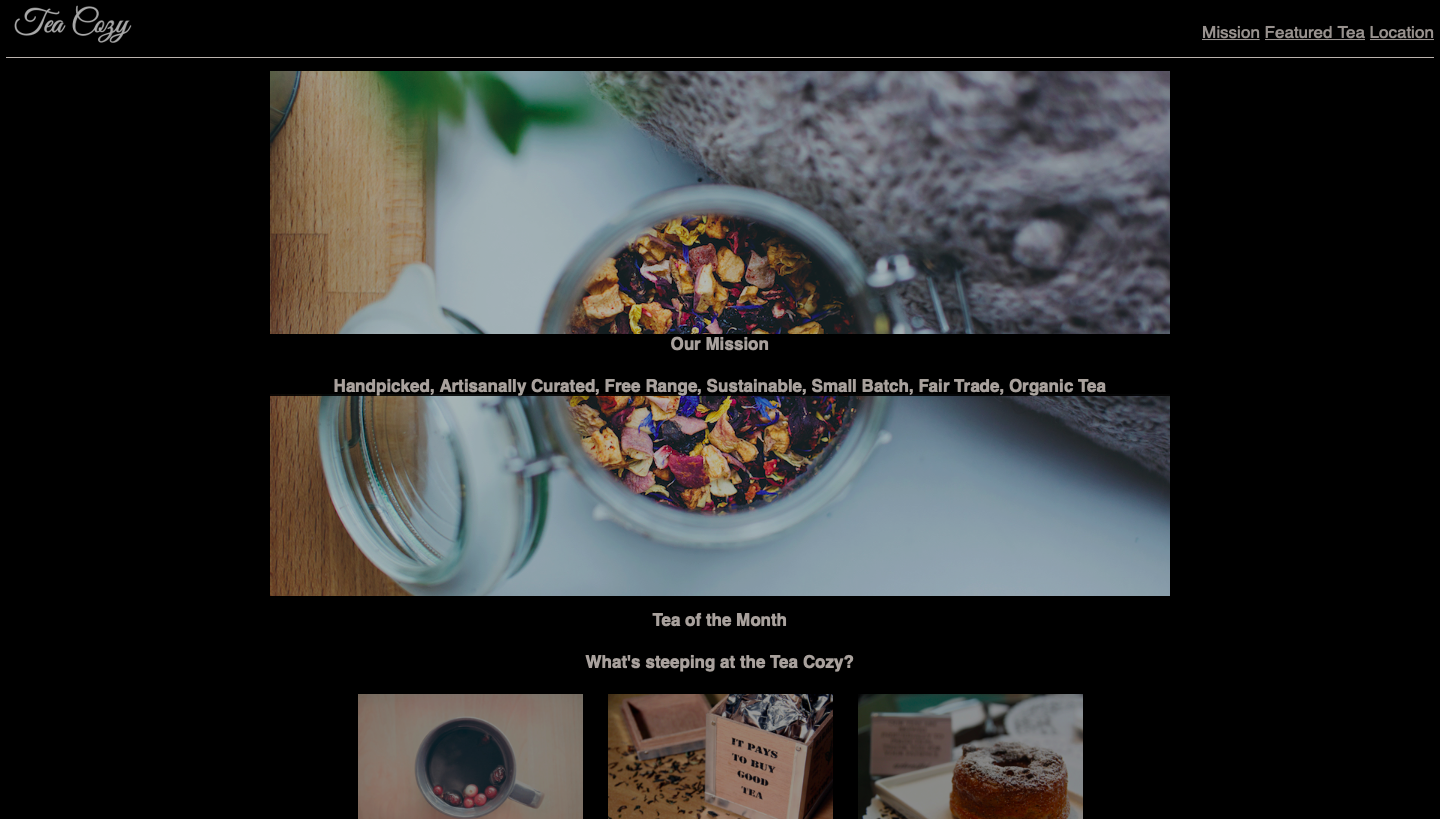 Tea Cozy
Mission Featured Tea Location
Our Mission
Handpicked, Artisanally Curated, Free Range, Sustainable, Small Batch, Fair Trade, Organic Tea
Tea of the Month
What's steeping at the Tea Cozy?
IT PAYS
TO BUY
GOOD
TEA